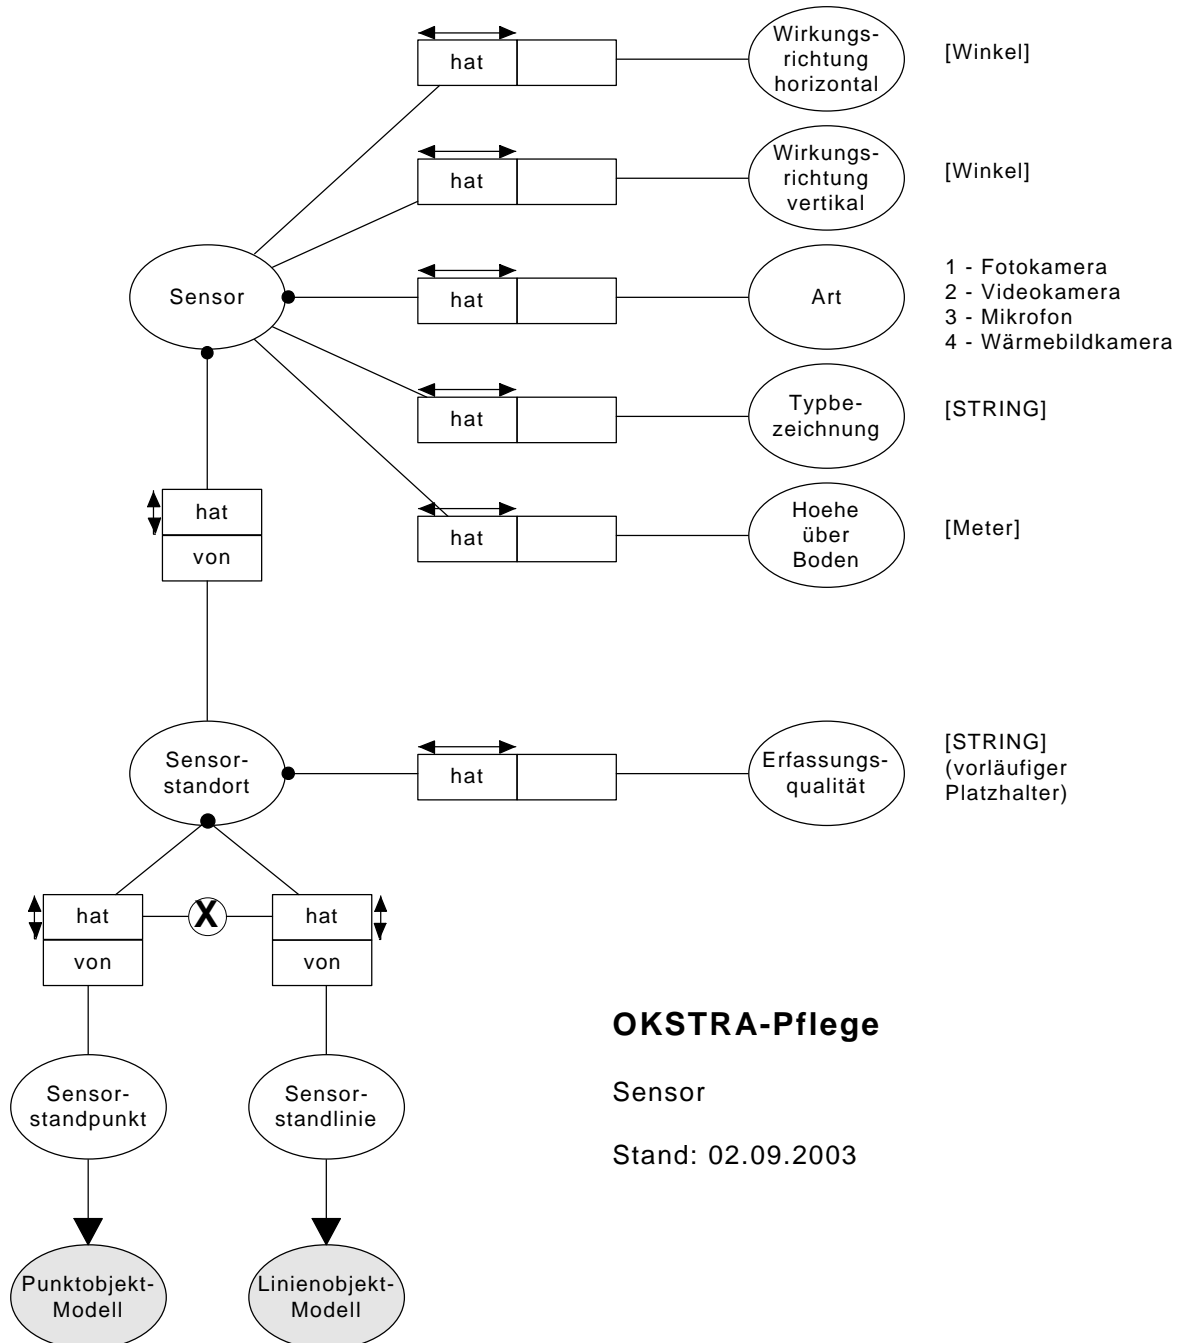 Wirkungs-
richtung
horizontal
[Winkel]
hat
Wirkungs-
richtung
vertikal
[Winkel]
hat
Sensor
hat
Art
1 - Fotokamera
2 - Videokamera
3 - Mikrofon
4 - Wärmebildkamera
hat
Typbe-
zeichnung
[STRING]
hat
von
hat
Hoehe
über
Boden
[Meter]
Sensor-
standort
hat
Erfassungs-
qualität
[STRING]
(vorläufiger
Platzhalter)
hat
von
X
hat
von
Sensor-
standpunkt
Sensor-
standlinie
Punktobjekt-
Modell
Linienobjekt-
Modell
OKSTRA-Pflege
Sensor
Stand: 02.09.2003